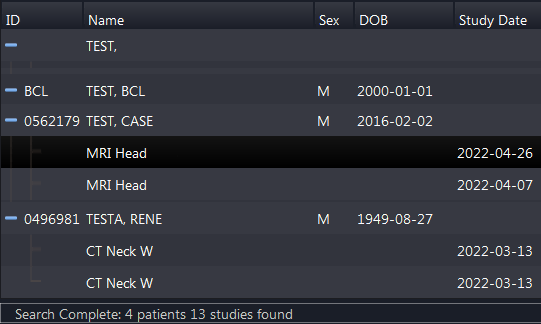 ID Name Sex DOB Study Date
TEST,
BCL TEST, BCL M 2000-01-01
0562179 TEST, CASE M 2016-02-02
MRI Head 2022-04-26
MRI Head 2022-04-07
0496981 TESTA, RENE M 1949-08-27
CT Neck W 2022-03-13
CT Neck W 2022-03-13
Search Complete: 4 patients 13 studies found